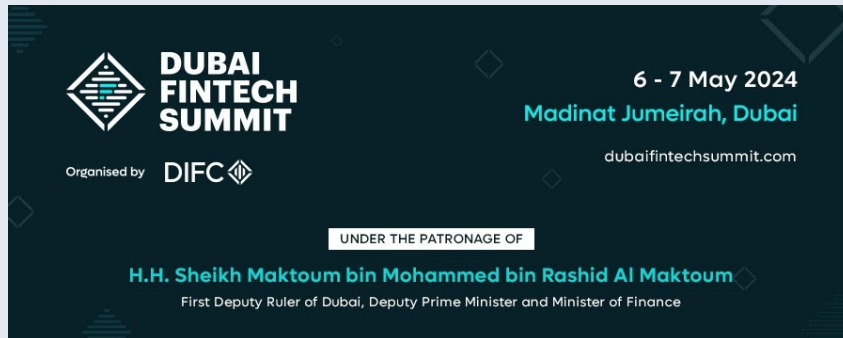 DUBAI
FINTECH
SUMMIT
Organised by DIFC
6 - 7 May 2024
Madinat Jumeirah, Dubai
dubaifintechsummit.com
UNDER THE PATRONAGE OF
H.H. Sheikh Maktoum bin Mohammed bin Rashid Al Maktoum
First Deputy Ruler of Dubai, Deputy Prime Minister and Minister of Finance